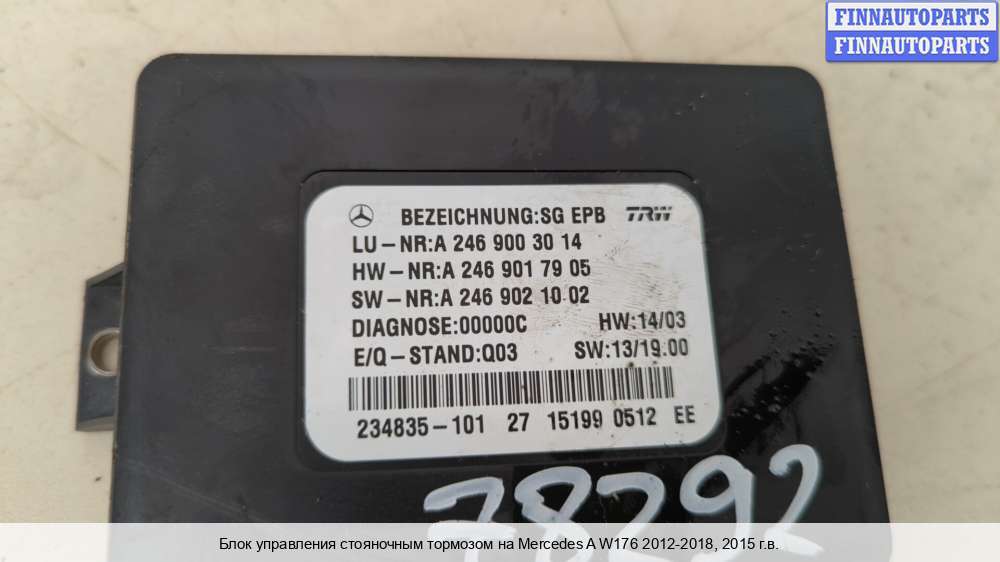 FINNAUTOPARTS
FINNAUTOPARTS
BEZEICHNUNG:SG EPB TRW
LU-NR:A 246 900 30 14
HW-NR:A 246 901 79 05
SW-NR:A 246 902 10 02
DIAGNOSE:00000C HW:14/03
E/Q-STAND:Q03 SW:13/19.00
234835-101 27 15199 0512 EE
78292
Блок управления стояночным тормозом на Mercedes A W176 2012-2018, 2015 г.в.